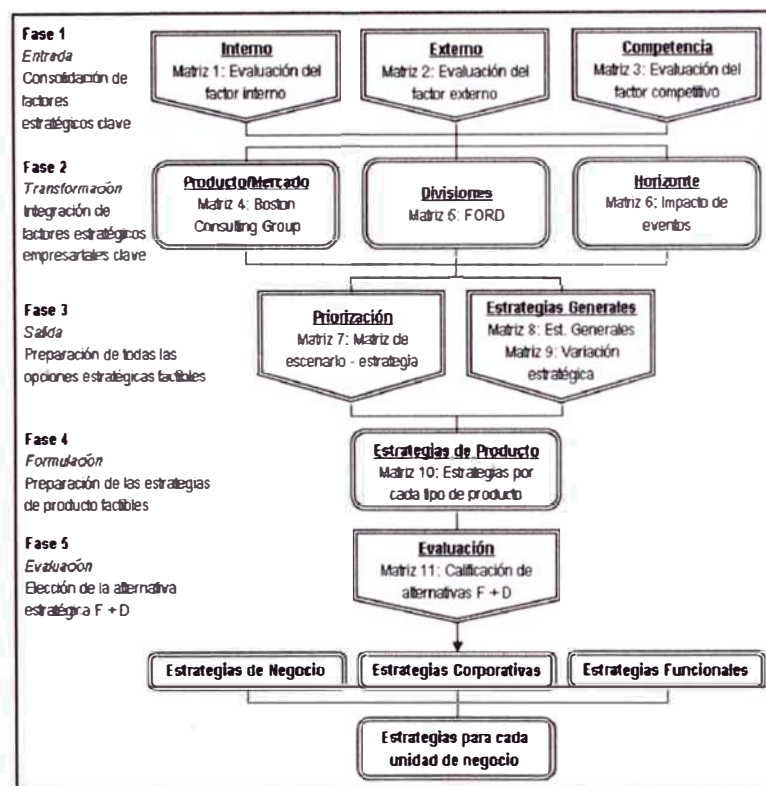 Fase 1
Entrada
Consolidación de
factores
estratégicos clave
Interno
Matriz 1: Evaluación del
factor interno
Externo
Matriz 2: Evaluación del
factor externo
Competencia
Matriz 3: Evaluación del
factor competitivo
Fase 2
Transformación
Integración de
factores estratégicos
empresariales clave
Producto/Mercado
Matriz 4: Boston
Consulting Group
Divisiones
Matriz 5: FORD
Horizonte
Matriz 6: Impacto de
eventos
Fase 3
Salida
Preparación de todas las
opciones estratégicas factibles
Priorización
Matriz 7: Matriz de
escenario - estrategia
Estrategias Generales
Matriz 8: Est. Generales
Matriz 9: Variación
estratégica
Fase 4
Formulación
Preparación de las estrategias
de producto factibles
Estrategias de Producto
Matriz 10: Estrategias por
cada tipo de producto
Fase 5
Evaluación
Elección de la alternativa
estratégica F + D
Evaluación
Matriz 11: Calificación de
alternativas F + D
Estrategias de Negocio
Estrategias Corporativas
Estrategias Funcionales
Estrategias para cada
unidad de negocio